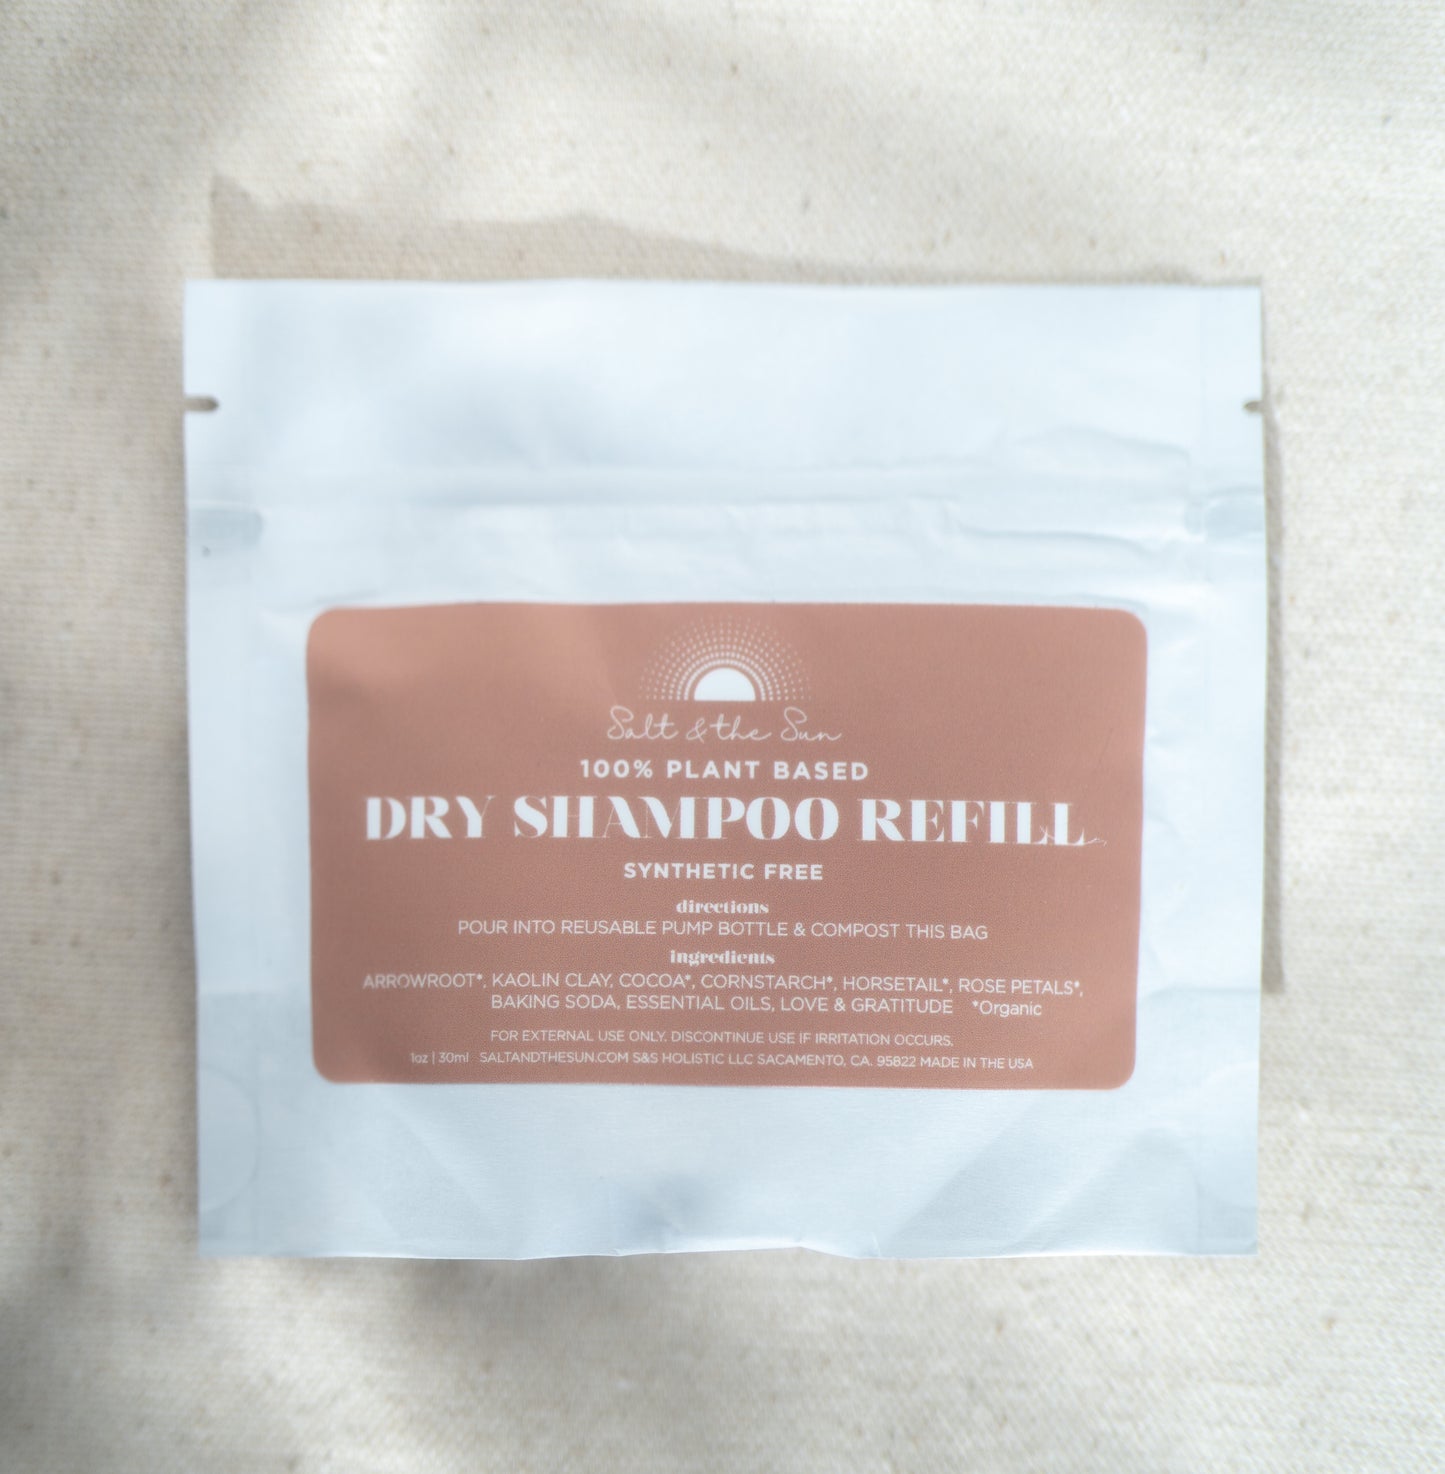 Salt & the Sun
100% PLANT BASED
DRY SHAMPOO REFILL
SYNTHETIC FREE
directions
POUR INTO REUSABLE PUMP BOTTLE & COMPOST THIS BAG
ingredients
ARROWROOT*, KAOLIN CLAY, COCOA*, CORNSTARCH*, HORSETAIL*, ROSE PETALS*,
BAKING SODA, ESSENTIAL OILS, LOVE & GRATITUDE *Organic
FOR EXTERNAL USE ONLY. DISCONTINUE USE IF IRRITATION OCCURS.
1oz | 30ml SALTANDTHESUN.COM S&S HOLISTIC LLC SACAMENTO, CA. 95822 MADE IN THE USA